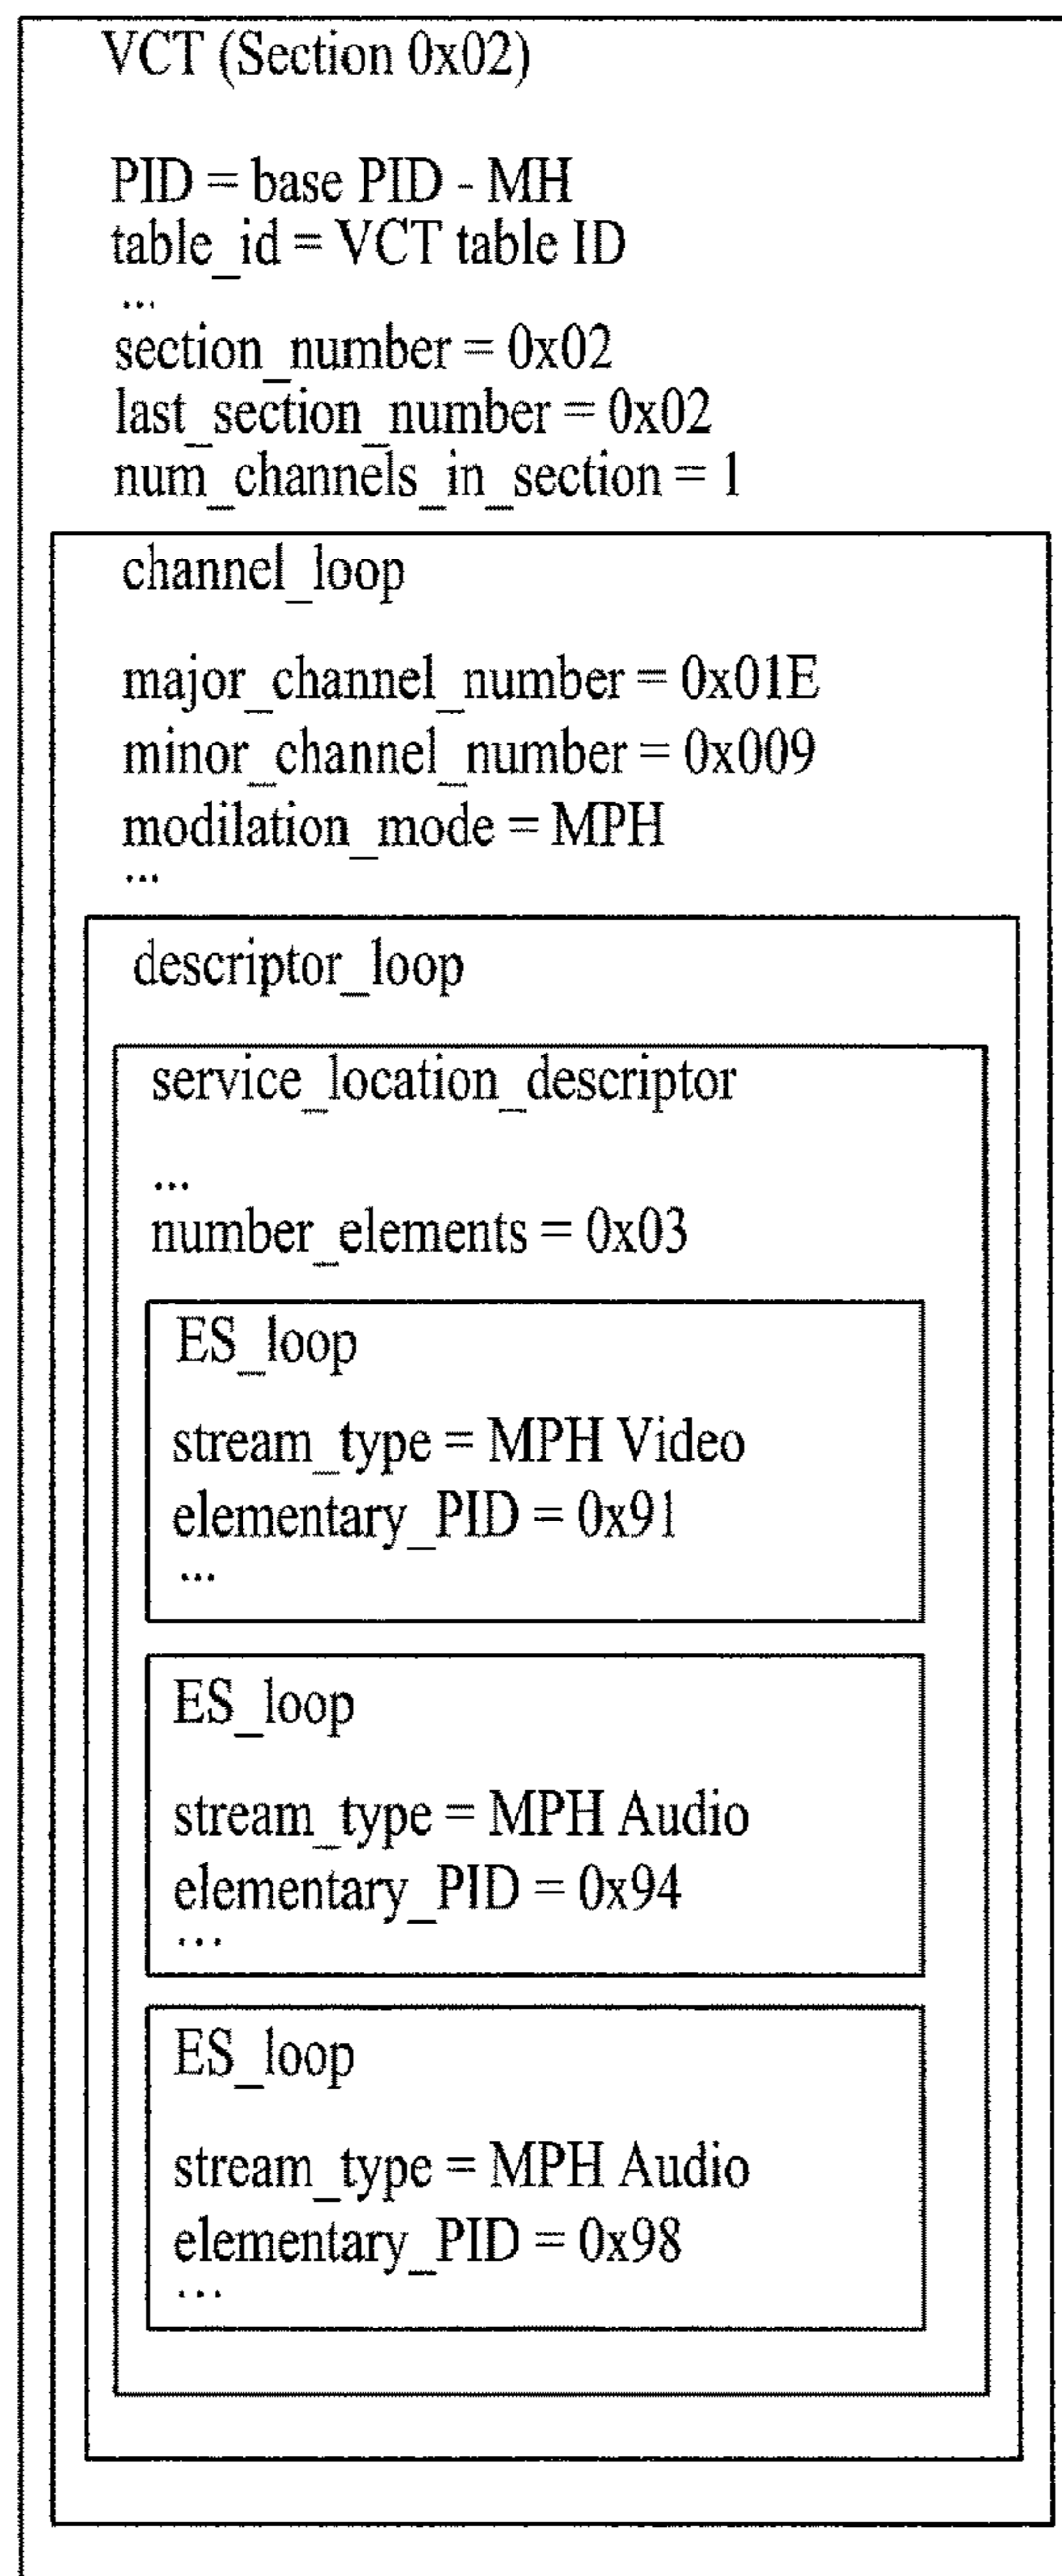 VCT (Section 0x02)
PID = base PID - MH
table_id = VCT table ID
...
section_number = 0x02
last_section_number = 0x02
num_channels_in_section = 1
channel_loop
major_channel_number = 0x01E
minor_channel_number = 0x009
modilation_mode = MPH
...
descriptor_loop
service_location_descriptor
...
number_elements = 0x03
ES_loop
stream_type = MPH Video
elementary_PID = 0x91
...
ES_loop
stream_type = MPH Audio
elementary_PID = 0x94
...
ES_loop
stream_type = MPH Audio
elementary_PID = 0x98
...